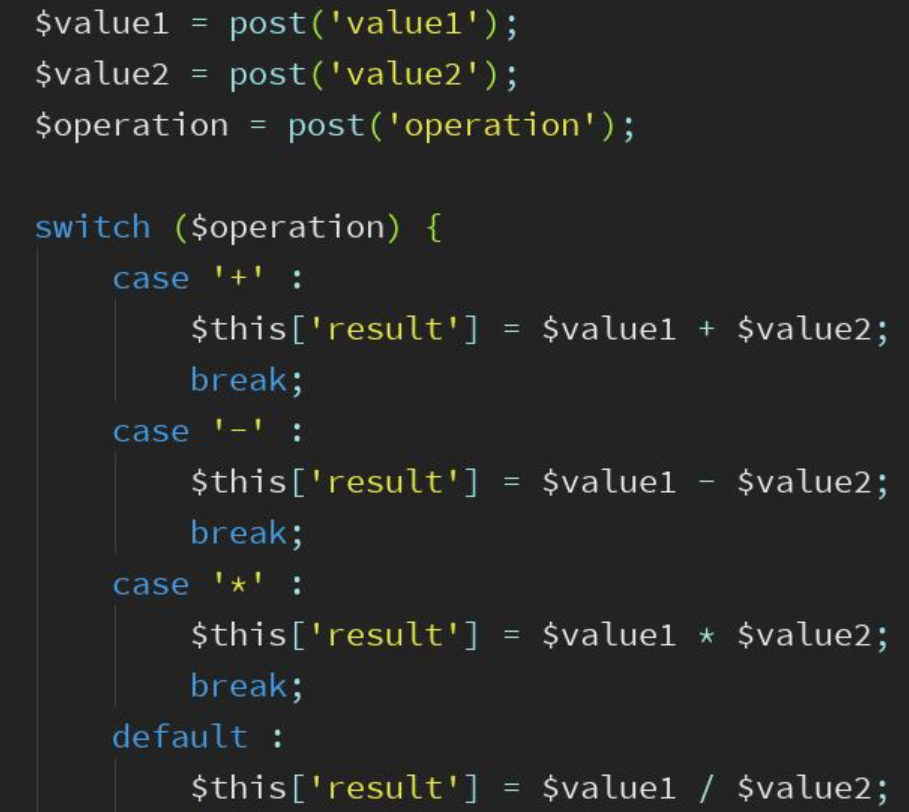 $value1 = post('value1');
$value2 = post('value2');
$operation = post('operation');

switch ($operation) {
    case '+' :
        $this['result'] = $value1 + $value2;
        break;
    case '-' :
        $this['result'] = $value1 - $value2;
        break;
    case '*' :
        $this['result'] = $value1 * $value2;
        break;
    default :
        $this['result'] = $value1 / $value2;